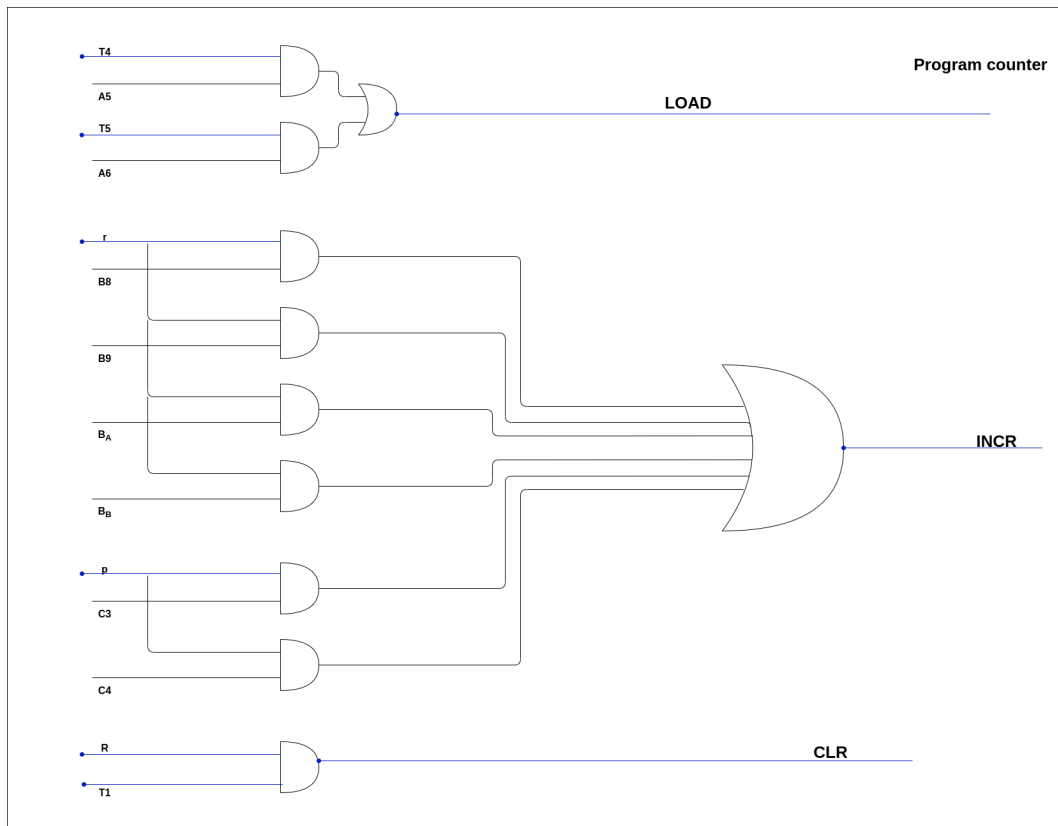 T4
Program counter
A5
LOAD
T5
A6
r
B8
B9
BA
BB
INCR
p
C3
C4
R
CLR
T1